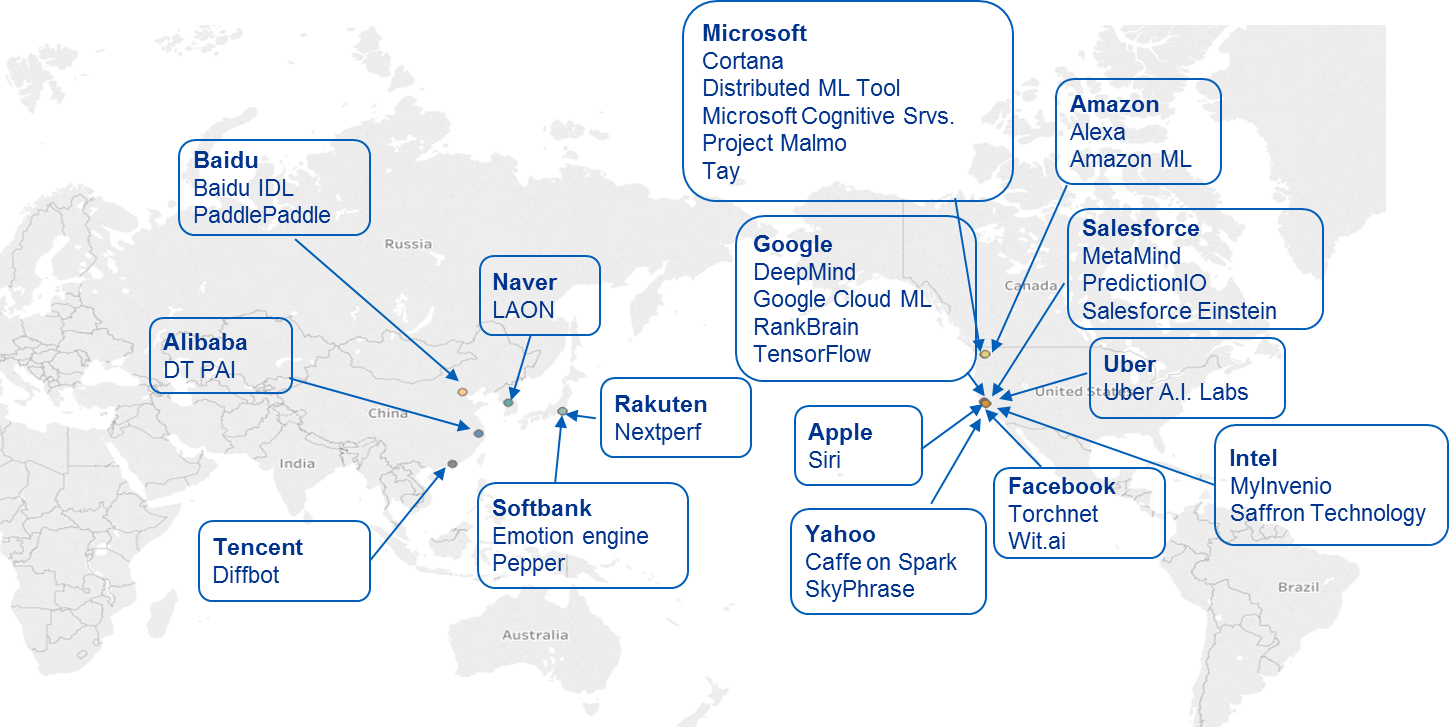 Microsoft
Cortana
Distributed ML Tool
Microsoft Cognitive Srvs.
Project Malmo
Tay
Amazon
Alexa
Amazon ML
Baidu
Baidu IDL
PaddlePaddle
Russia
Naver
LAON
Google
DeepMind
Google Cloud ML
RankBrain
TensorFlow
Salesforce
MetaMind
PredictionIO
Salesforce Einstein
Canada
Alibaba
DT PAI
China
India
Rakuten
Nextperf
Uber
Uber A.I. Labs
United States
Apple
Siri
Facebook
Torchnet
Wit.ai
Intel
MyInvenio
Saffron Technology
Tencent
Diffbot
Softbank
Emotion engine
Pepper
Yahoo
Caffe on Spark
SkyPhrase
Brazil
Australia